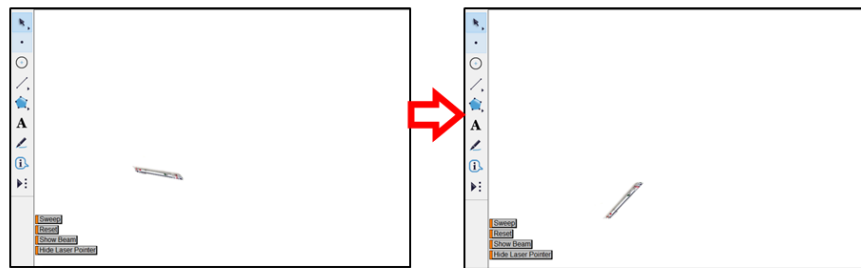 A
Sweep
Reset
Show Beam
Hide Laser Pointer
A
Sweep
Reset
Show Beam
Hide Laser Pointer